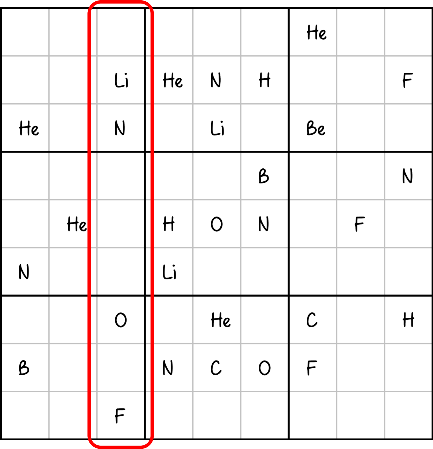 He
Li He N H F
He N Li Be
B N
He H O N F
N Li
O He C H
B N C O F
F